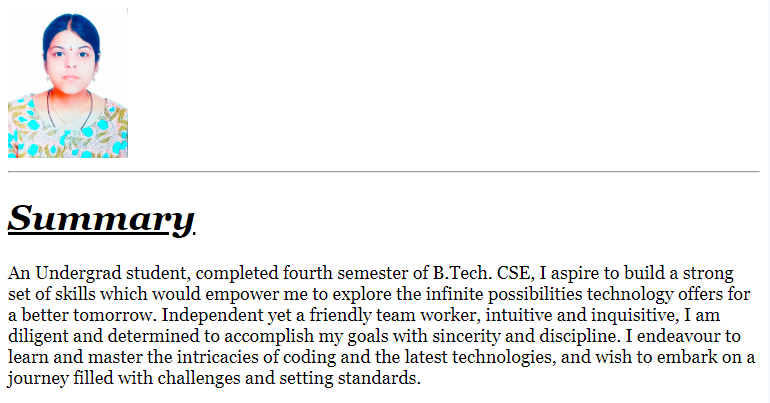 Summary
An Undergrad student, completed fourth semester of B.Tech. CSE, I aspire to build a strong
set of skills which would empower me to explore the infinite possibilities technology offers for
a better tomorrow. Independent yet a friendly team worker, intuitive and inquisitive, I am
diligent and determined to accomplish my goals with sincerity and discipline. I endeavour to
learn and master the intricacies of coding and the latest technologies, and wish to embark on a
journey filled with challenges and setting standards.